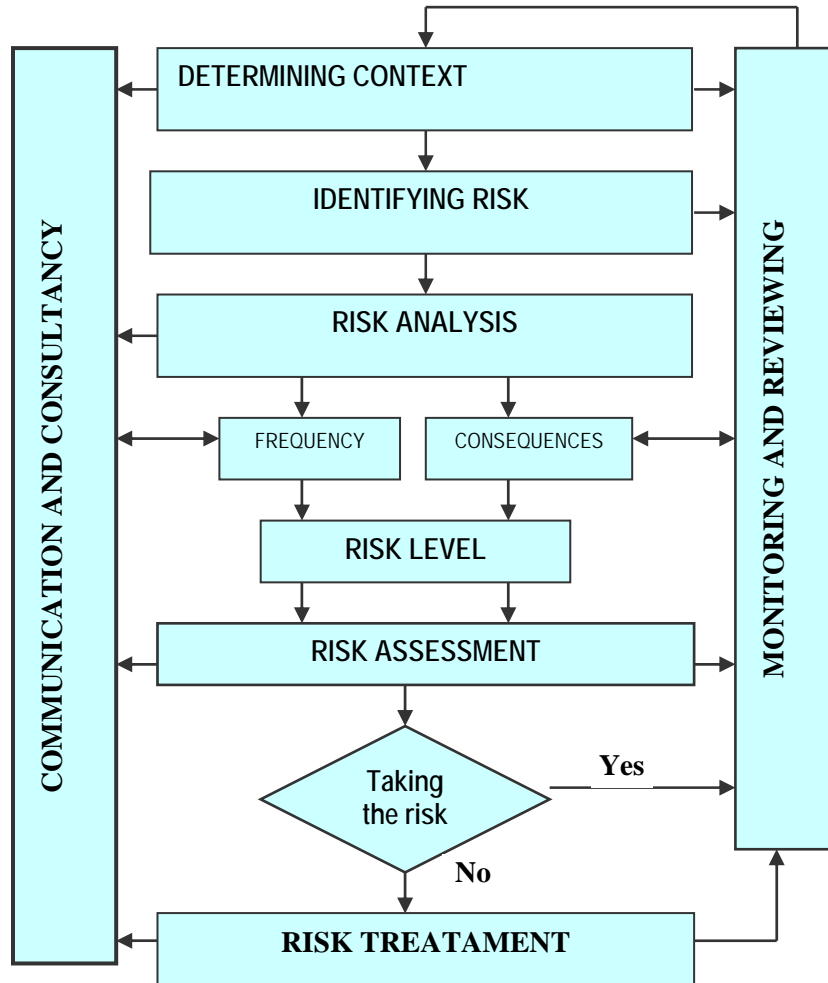 DETERMINING CONTEXT
IDENTIFYING RISK
RISK ANALYSIS
FREQUENCY
CONSEQUENCES
RISK LEVEL
RISK ASSESSMENT
Taking
the risk
Yes
No
RISK TREATAMENT
COMMUNICATION AND CONSULTANCY
MONITORING AND REVIEWING